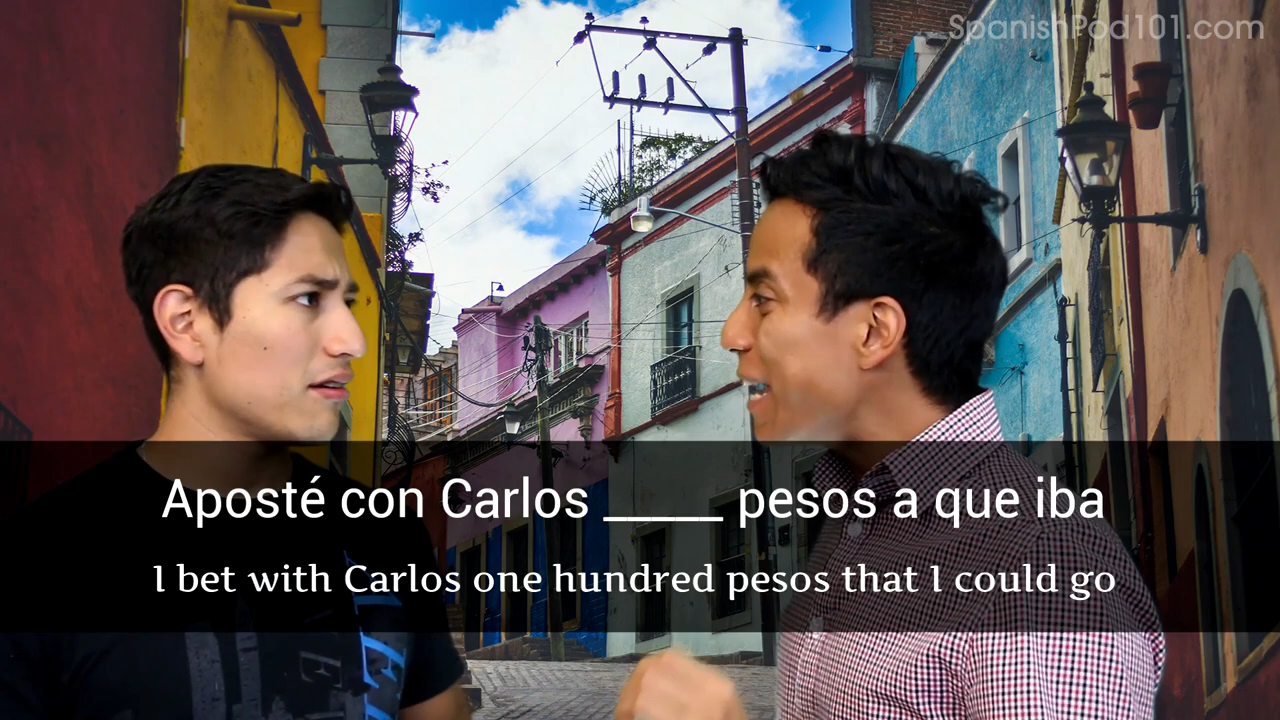 SpanishPod101.com
Aposté con Carlos _____ pesos a que iba
I bet with Carlos one hundred pesos that I could go